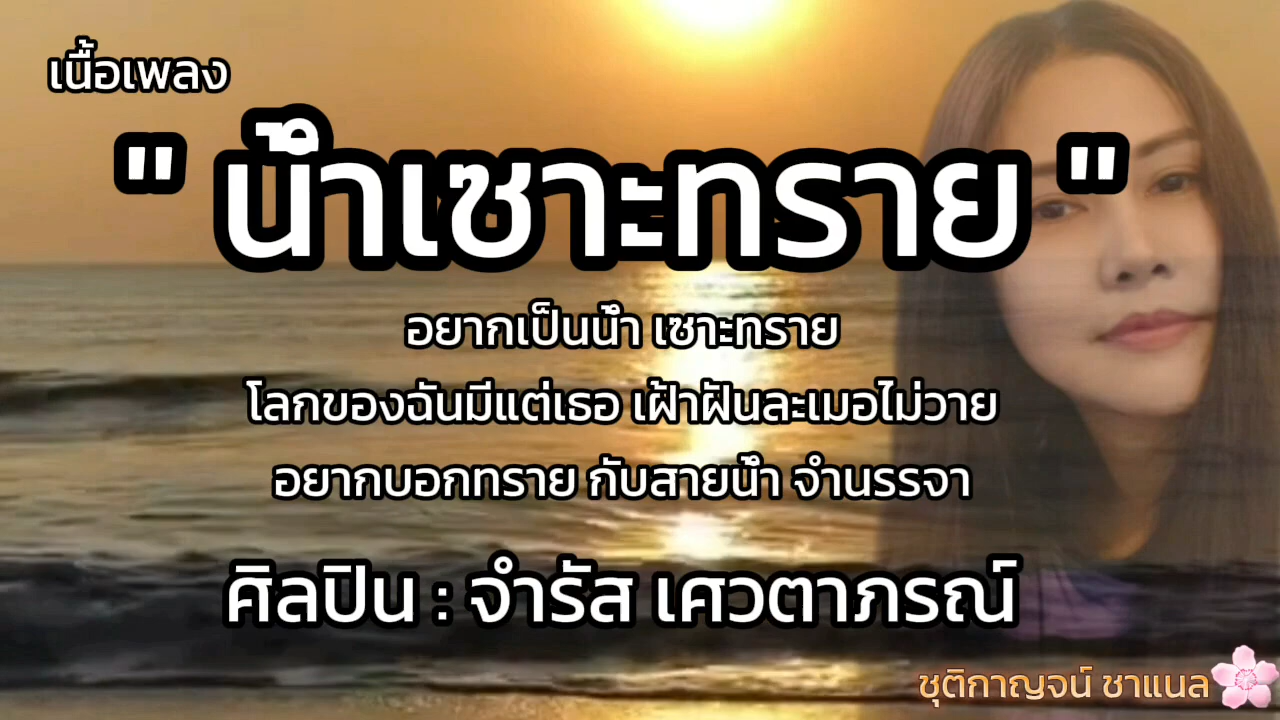 เนื้อเพลง
" น้ำเซาะทราย "
อยากเป็นน้ำ เซาะทราย
โลกของฉันมีแต่เธอ เฝ้าฝันละเมอไม่วาย
อยากบอกทราย กับสายน้ำ จำนรรจา
ศิลปิน : จำรัส เศวตาภรณ์
ชุติกาญจน์ ชาแนล